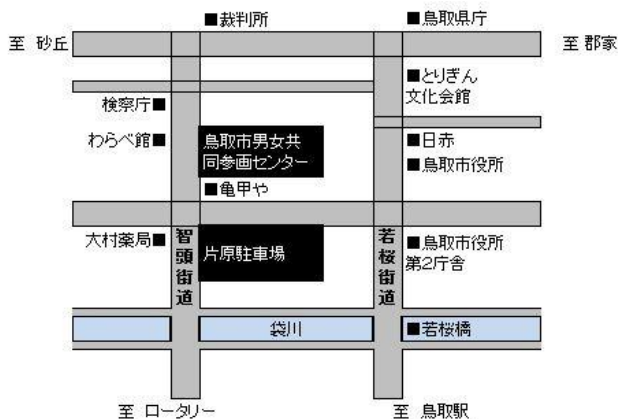 ■裁判所
■鳥取県庁
至 砂丘
至 郡家
■とりぎん
文化会館
検察庁■
わらべ館■
鳥取市男女共
同参画センター
■日赤
■鳥取市役所
■亀甲や
大村薬局■
智頭街道
片原駐車場
若桜街道
■鳥取市役所
第2庁舎
袋川
■若桜橋
至 ロータリー
至 鳥取駅